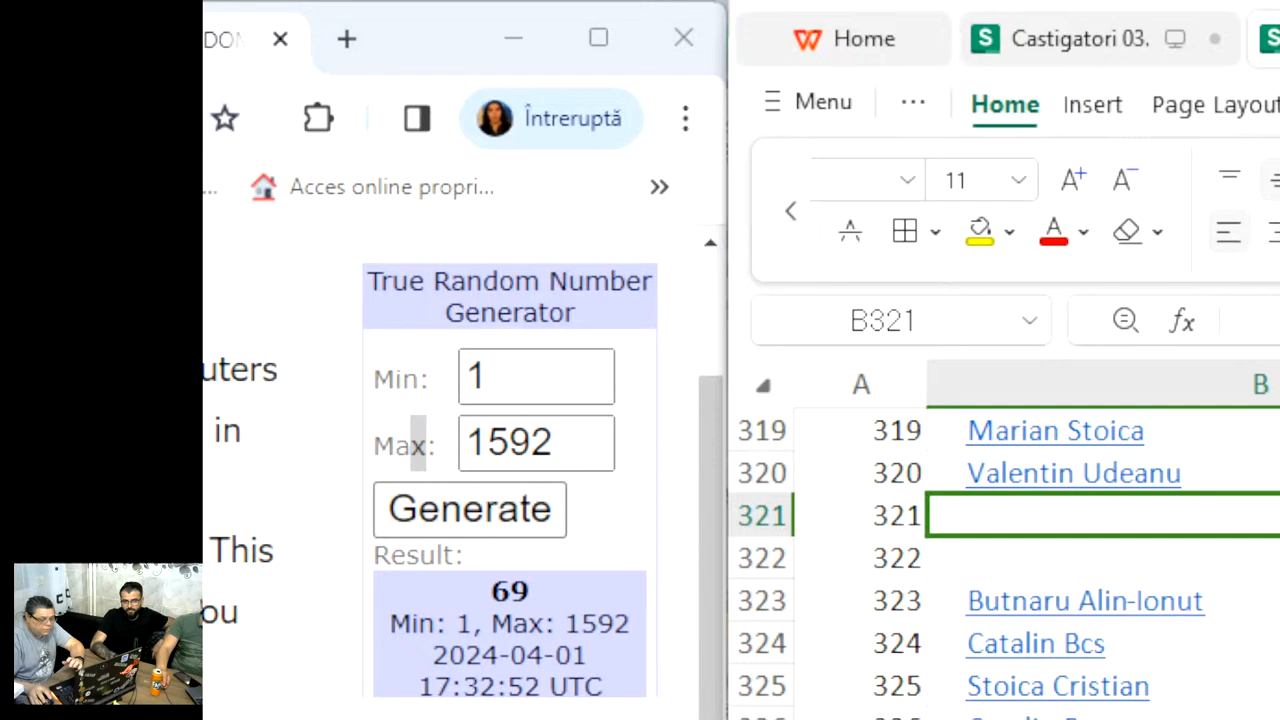 DOM
Întreruptă
...
Acces online propri...
»
uters
in
This
ou
True Random Number
Generator
Min: 1
Max: 1592
Generate
Result:
69
Min: 1, Max: 1592
2024-04-01
17:32:52 UTC
Home
S Castigatori 03.
S
Menu
...
Home Insert Page Layout
11 A+ A-
A
B321
fx
A B
319 319 Marian Stoica
320 320 Valentin Udeanu
321 321
322 322
323 323 Butnaru Alin-Ionut
324 324 Catalin Bcs
325 325 Stoica Cristian